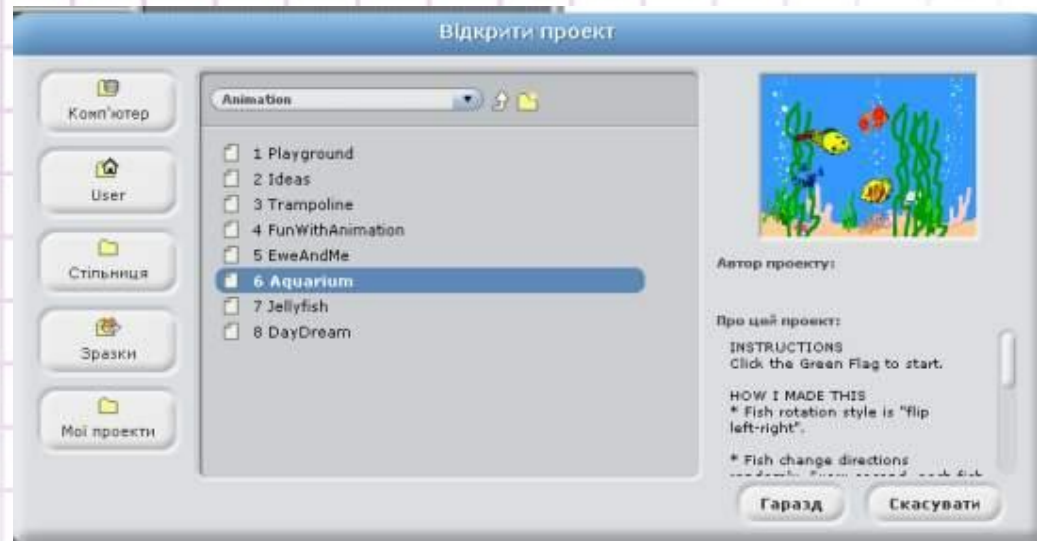 Відкрити проект
Комп'ютер
User
Стільниця
Зразки
Мої проекти
Animation
1 Playground
2 Ideas
3 Trampoline
4 FunWithAnimation
5 EweAndMe
6 Aquarium
7 Jellyfish
8 DayDream
Автор проекту:
Про цей проект:
INSTRUCTIONS
Click the Green Flag to start.
HOW I MADE THIS
* Fish rotation style is "flip
left-right".
* Fish change directions
Гаразд
Скасувати